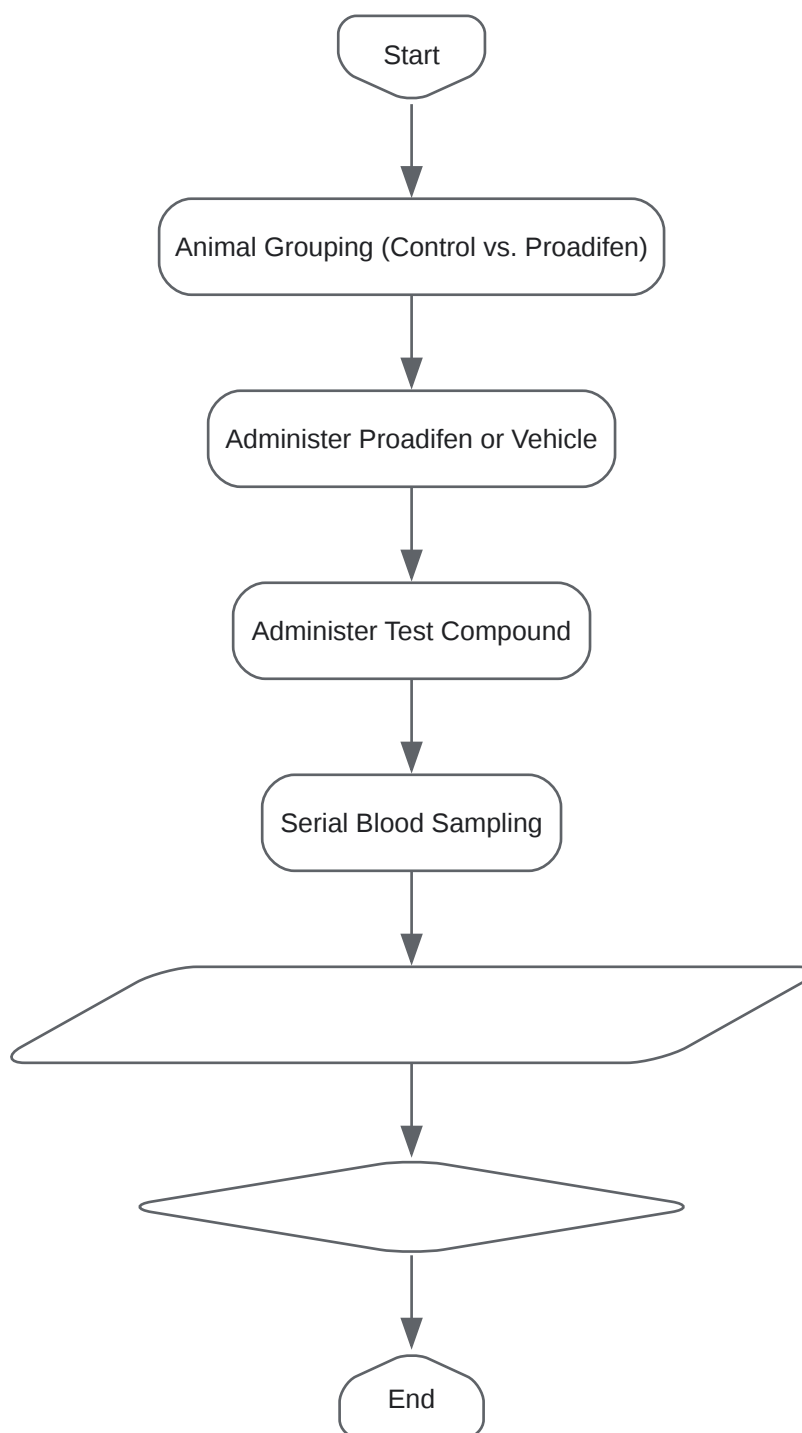 Start
Animal Grouping (Control vs. Proadifen)
Administer Proadifen or Vehicle
Administer Test Compound
Serial Blood Sampling
End